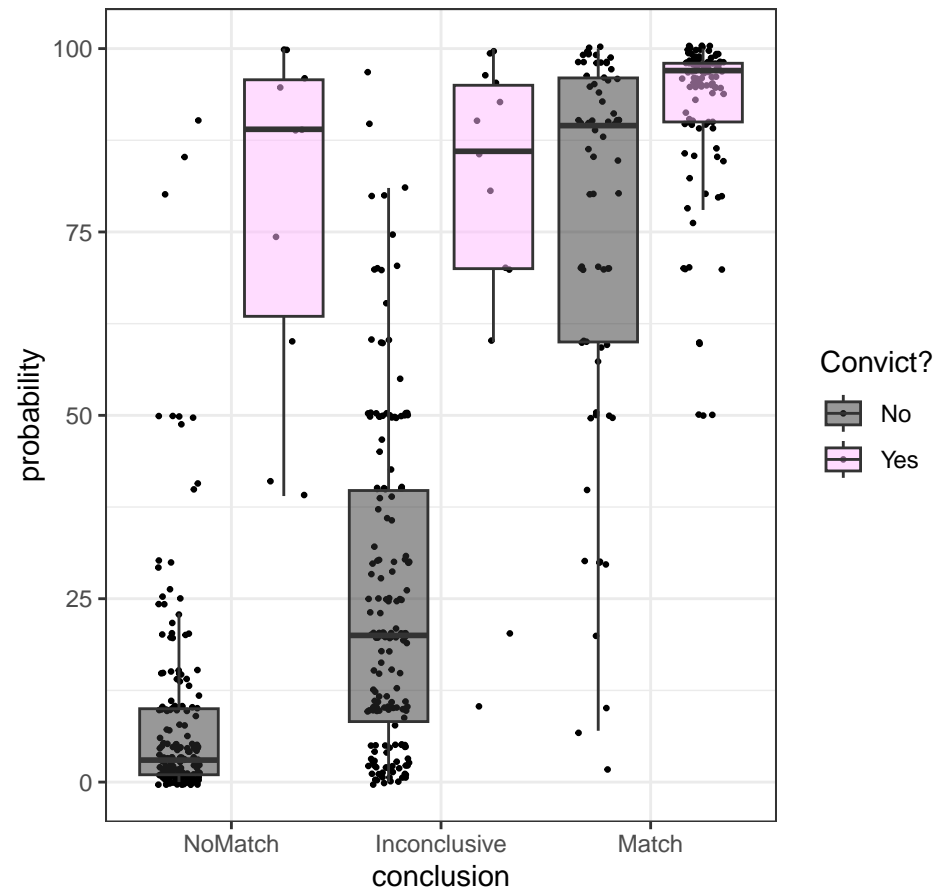 100
75
50
25
0
probability
NoMatch
Inconclusive
Match
conclusion
Convict?
No
Yes